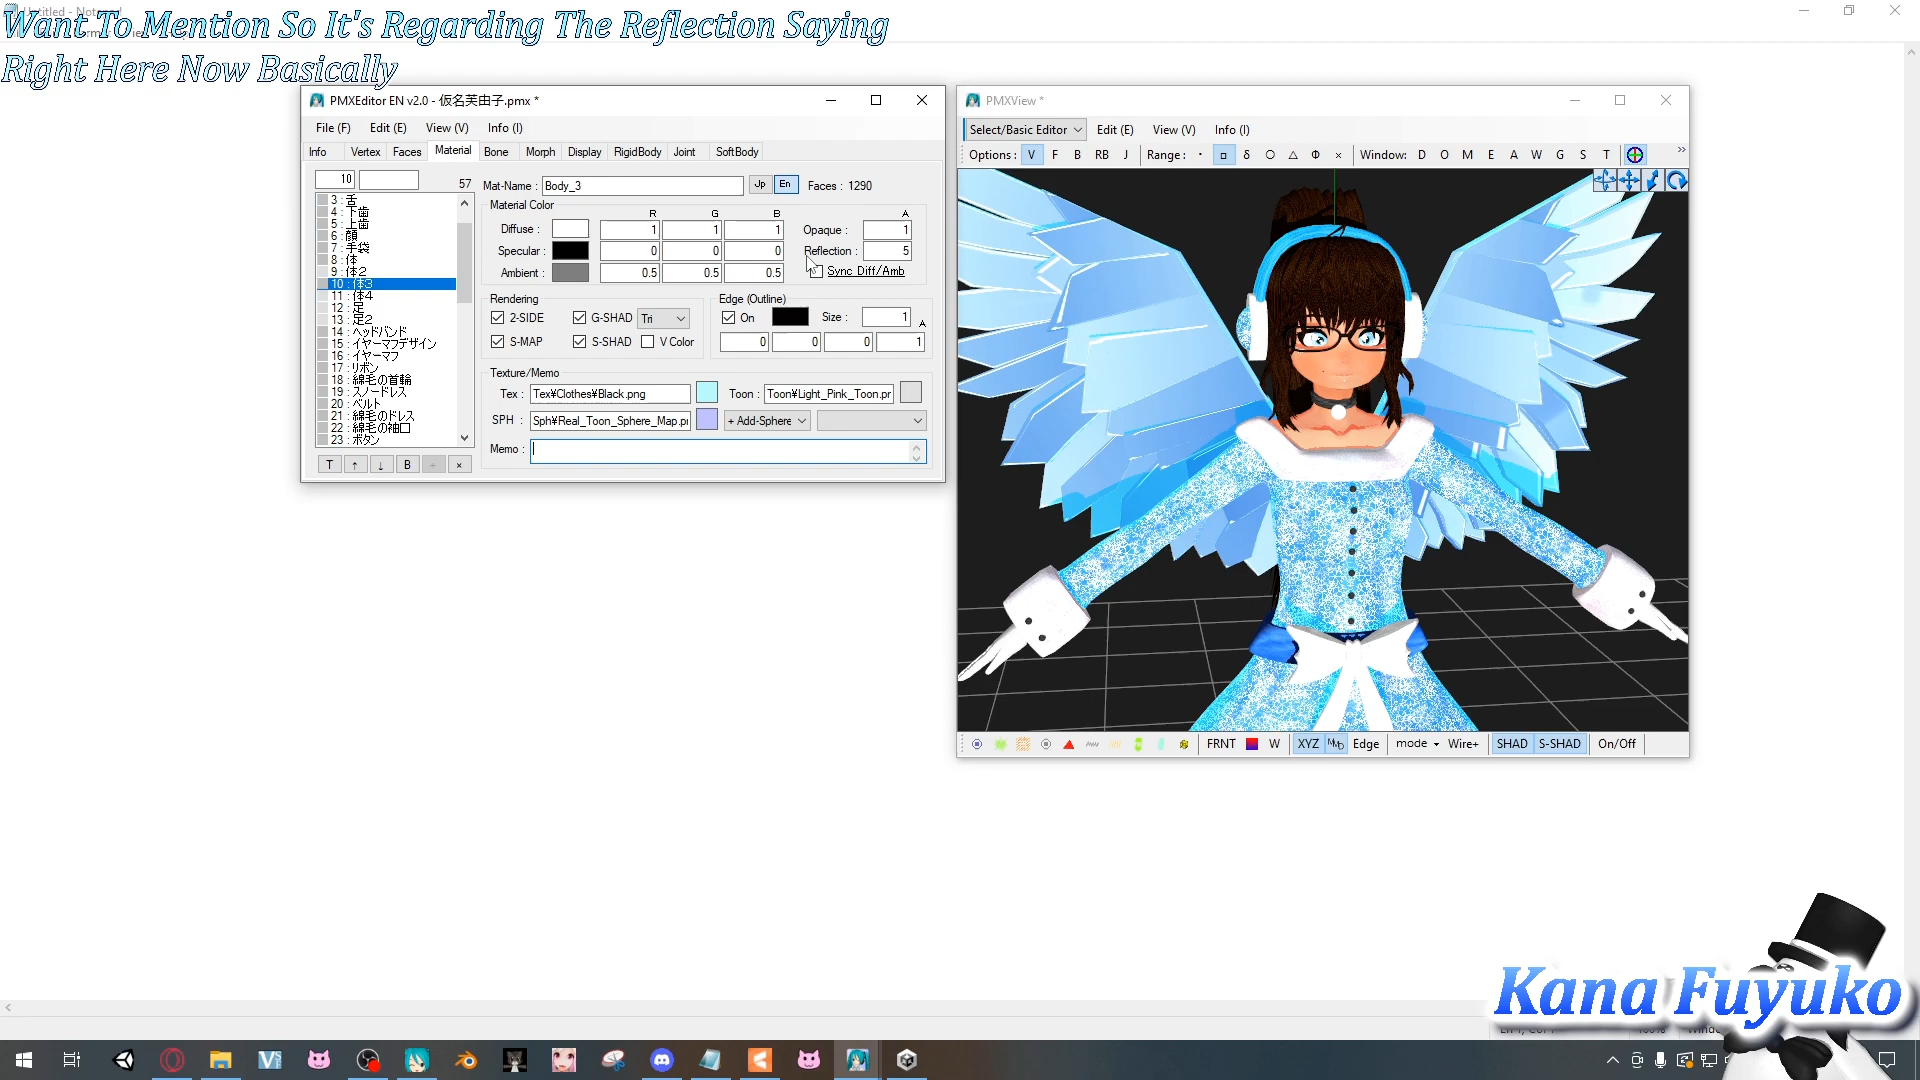 Untitled - Notepad
Want To Mention So It's Regarding The Reflection Saying
Right Here Now Basically
PMXEditor EN v2.0 - 仮名芙由子.pmx *
File (F) Edit (E) View (V) Info (I)
Info Vertex Faces Material Bone Morph Display RigidBody Joint SoftBody
10 57
3 : 舌
4 : 下歯
5 : 上歯
6 : 顔
7 : 手袋
8 : 体
9 : 体2
10 : 体3
11 : 体4
12 : 足
13 : 足2
14 : ヘッドバンド
15 : イヤーマフデザイン
16 : イヤーマフ
17 : リボン
18 : 綿毛の首輪
19 : スノードレス
20 : ベルト
21 : 綿毛のドレス
22 : 綿毛の袖口
23 : ボタン
T ↑ ↓ B + ×
Mat-Name : Body_3 Jp En Faces : 1290
Material Color
R G B A
Diffuse : 1 1 1 Opaque : 1
Specular : 0 0 0 Reflection : 5
Ambient : 0.5 0.5 0.5 Sync Diff/Amb
Rendering
2-SIDE G-SHAD Tri
S-MAP S-SHAD V Color
Edge (Outline)
On Size : 1 A
0 0 0 1
Texture/Memo
Tex : Tex¥Clothes¥Black.png Toon : Toon¥Light_Pink_Toon.pr
SPH : Sph¥Real_Toon_Sphere_Map.p + Add-Sphere
Memo :
PMXView *
Select/Basic Editor Edit (E) View (V) Info (I)
Options : V F B RB J Range : Window: D O M E A W G S T
FRNT W XYZ MMD Edge mode Wire+ SHAD S-SHAD On/Off
Kana Fuyuko